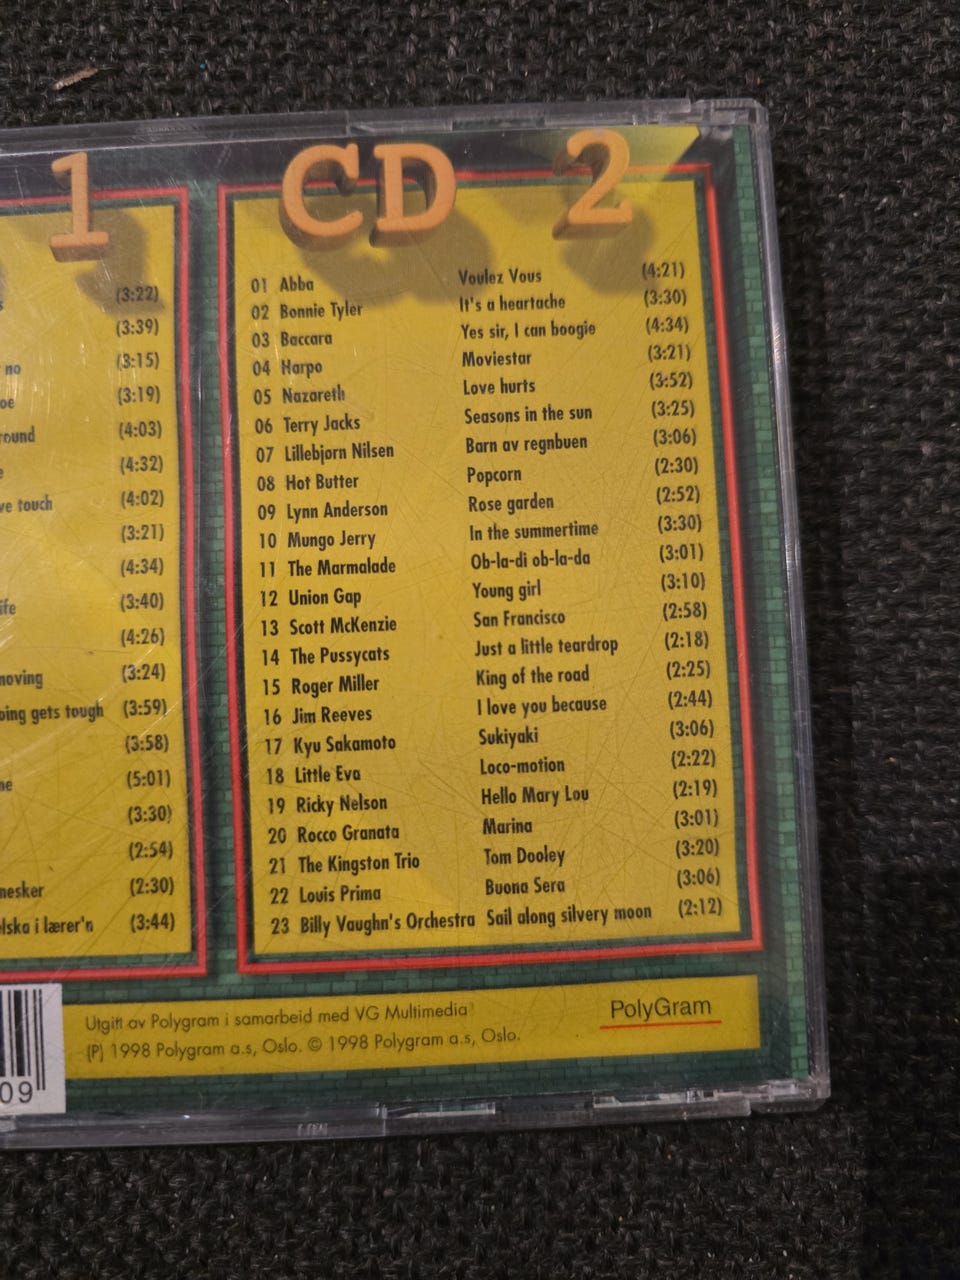 1
(3:22)
(3:39)
no (3:15)
(3:19)
(4:03)
(4:32)
touch (4:02)
(3:21)
(4:34)
(3:40)
(4:26)
(3:24)
gets tough (3:59)
(3:58)
(5:01)
(3:30)
(2:54)
(2:30)
i lærer'n (3:44)
CD 2
01 Abba Voulez Vous (4:21)
02 Bonnie Tyler It's a heartache (3:30)
03 Baccara Yes sir, I can boogie (4:34)
04 Harpo Moviestar (3:21)
05 Nazareth Love hurts (3:52)
06 Terry Jacks Seasons in the sun (3:25)
07 Lillebjørn Nilsen Barn av regnbuen (3:06)
08 Hot Butter Popcorn (2:30)
09 Lynn Anderson Rose garden (2:52)
10 Mungo Jerry In the summertime (3:30)
11 The Marmalade Ob-la-di ob-la-da (3:01)
12 Union Gap Young girl (3:10)
13 Scott McKenzie San Francisco (2:58)
14 The Pussycats Just a little teardrop (2:18)
15 Roger Miller King of the road (2:25)
16 Jim Reeves I love you because (2:44)
17 Kyu Sakamoto Sukiyaki (3:06)
18 Little Eva Loco-motion (2:22)
19 Ricky Nelson Hello Mary Lou (2:19)
20 Rocco Granata Marina (3:01)
21 The Kingston Trio Tom Dooley (3:20)
22 Louis Prima Buona Sera (3:06)
23 Billy Vaughn's Orchestra Sail along silvery moon (2:12)
Utgitt av Polygram i samarbeid med VG Multimedia
(P) 1998 Polygram a.s, Oslo. © 1998 Polygram a.s, Oslo.
PolyGram
09